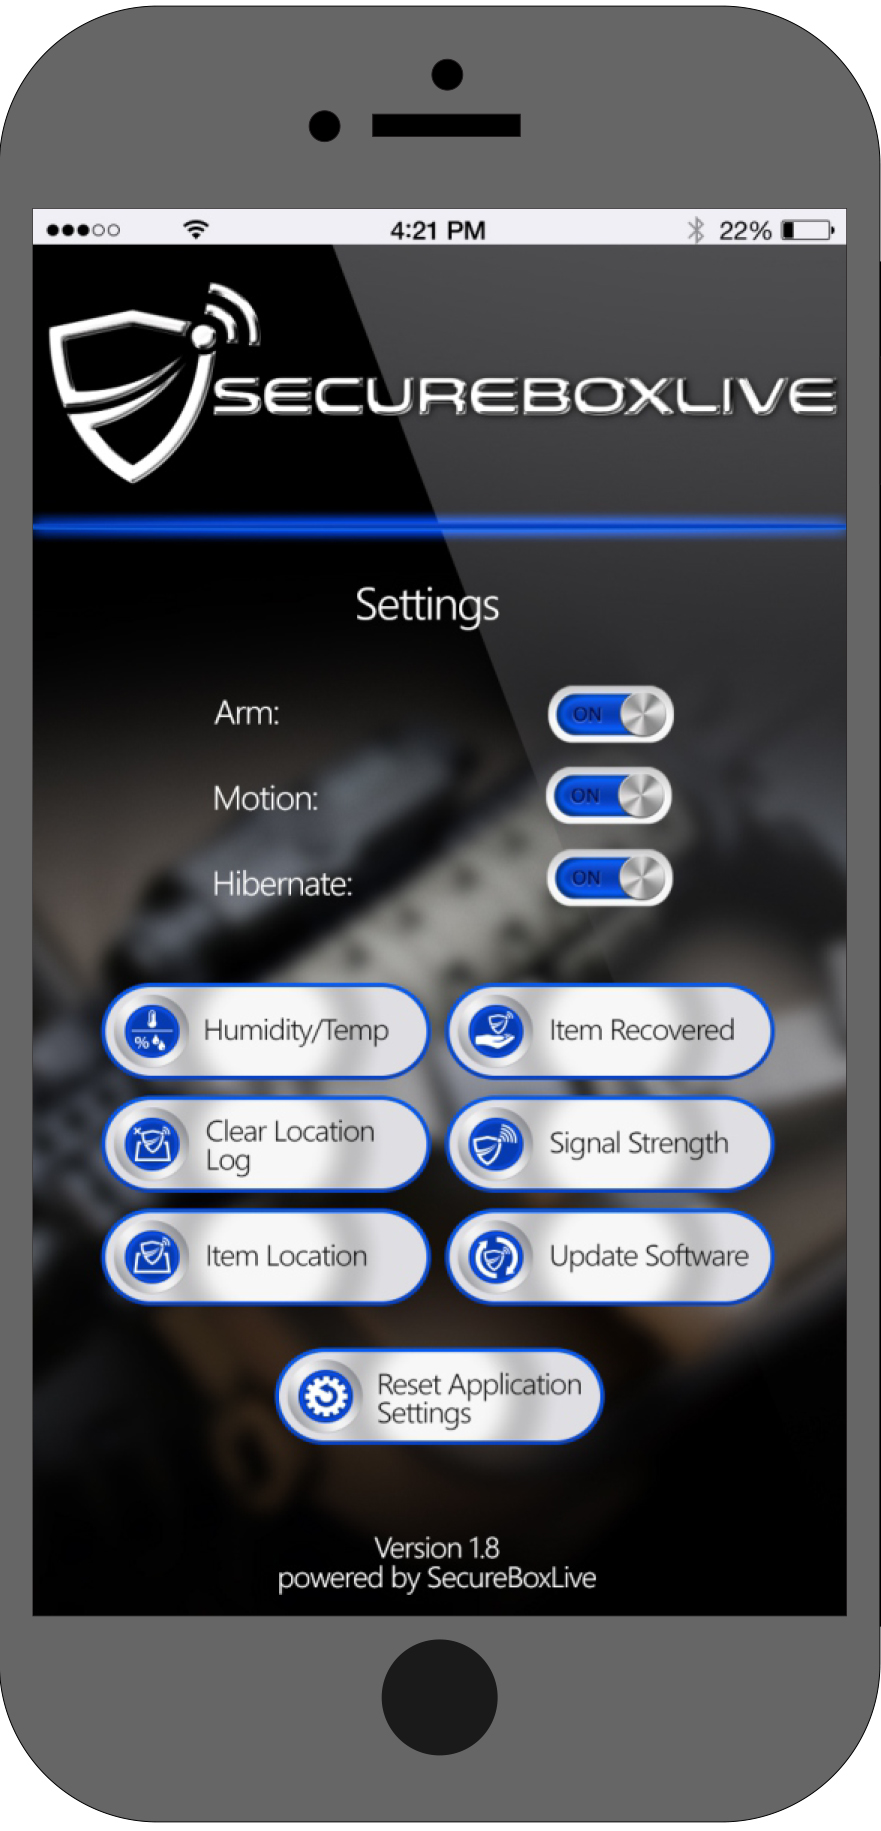 4:21 PM 22%
SECUREBOXLIVE
Settings
Arm: ON
Motion: ON
Hibernate: ON
Humidity/Temp
%
Item Recovered
Clear Location
Log
Signal Strength
Item Location
Update Software
Reset Application
Settings
Version 1.8
powered by SecureBoxLive